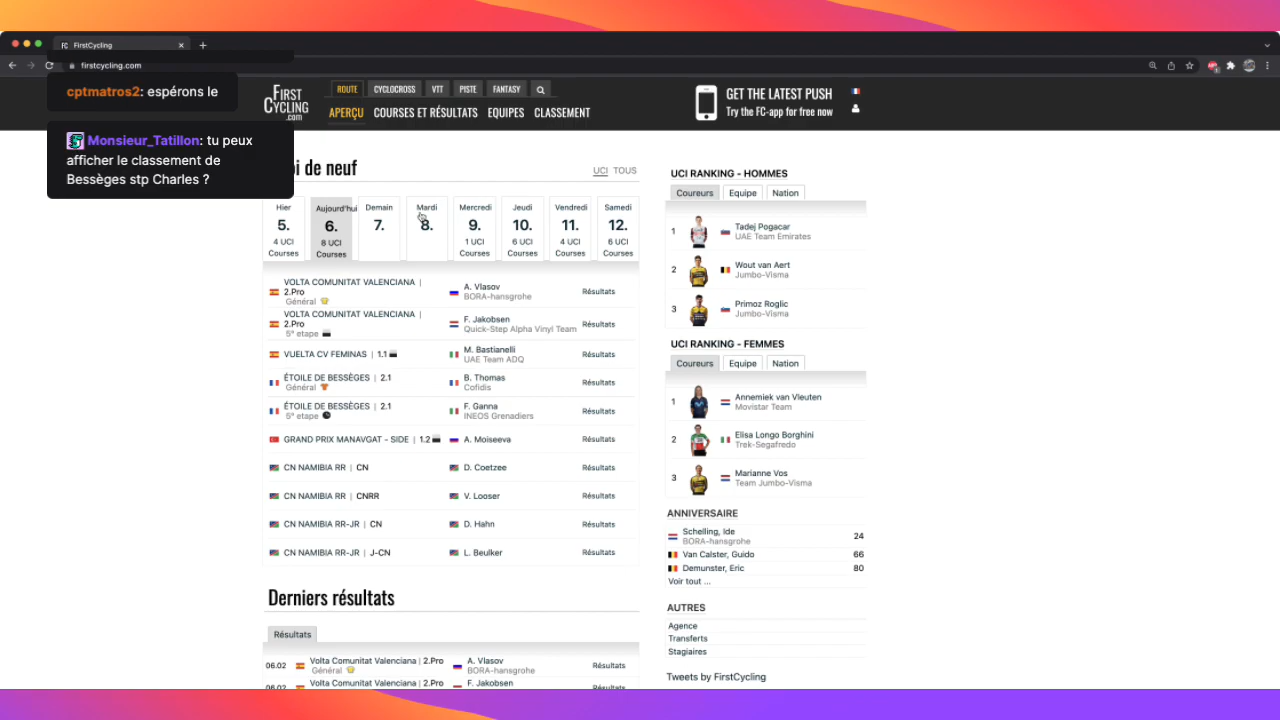 FirstCycling
firstcycling.com
cptmatros2: espérons le
Monsieur_Tatillon: tu peux
afficher le classement de
Bessèges stp Charles ?
FIRST
CYCLING
.com
ROUTE CYCLOCROSS VTT PISTE FANTASY
APERÇU COURSES ET RÉSULTATS EQUIPES CLASSEMENT
GET THE LATEST PUSH
Try the FC-app for free now
i de neuf
UCI TOUS
Hier Aujourd'hui Demain Mardi Mercredi Jeudi Vendredi Samedi
5. 6. 7. 8. 9. 10. 11. 12.
4 UCI 8 UCI 1 UCI 6 UCI 4 UCI 6 UCI
Courses Courses Courses Courses Courses Courses
VOLTA COMUNITAT VALENCIANA |
2.Pro
Général
A. Vlasov
BORA-hansgrohe
Résultats
VOLTA COMUNITAT VALENCIANA |
2.Pro
5º etape
F. Jakobsen
Quick-Step Alpha Vinyl Team
Résultats
VUELTA CV FEMINAS | 1.1
M. Bastianelli
UAE Team ADQ
Résultats
ÉTOILE DE BESSÈGES | 2.1
Général
B. Thomas
Cofidis
Résultats
ÉTOILE DE BESSÈGES | 2.1
5º etape
F. Ganna
INEOS Grenadiers
Résultats
GRAND PRIX MANAVGAT - SIDE | 1.2 A. Moiseeva Résultats
CN NAMIBIA RR | CN D. Coetzee Résultats
CN NAMIBIA RR | CNRR V. Looser Résultats
CN NAMIBIA RR-JR | CN D. Hahn Résultats
CN NAMIBIA RR-JR | J-CN L. Beulker Résultats
Derniers résultats
Résultats
06.02 Volta Comunitat Valenciana | 2.Pro
Général
A. Vlasov
BORA-hansgrohe
Résultats
06.02 Volta Comunitat Valenciana | 2.Pro F. Jakobsen Résultats
UCI RANKING - HOMMES
Coureurs Equipe Nation
1 Tadej Pogacar
UAE Team Emirates
2 Wout van Aert
Jumbo-Visma
3 Primoz Roglic
Jumbo-Visma
UCI RANKING - FEMMES
Coureurs Equipe Nation
1 Annemiek van Vleuten
Movistar Team
2 Elisa Longo Borghini
Trek-Segafredo
3 Marianne Vos
Team Jumbo-Visma
ANNIVERSAIRE
Schelling, Ide 24
BORA-hansgrohe
Van Calster, Guido 66
Demunster, Eric 80
Voir tout ...
AUTRES
Agence
Transferts
Stagiaires
Tweets by FirstCycling